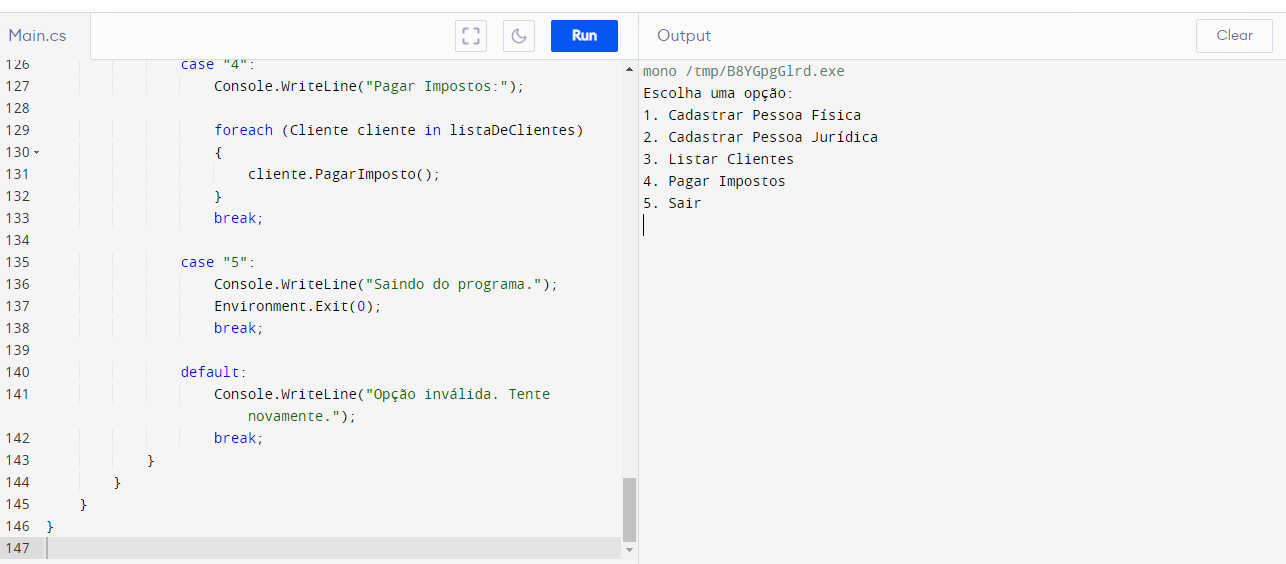 Main.cs
Run
Output
Clear
126 case "4":
127 Console.WriteLine("Pagar Impostos:");
128
129 foreach (Cliente cliente in listaDeClientes)
130 {
131 cliente.PagarImposto();
132 }
133 break;
134
135 case "5":
136 Console.WriteLine("Saindo do programa.");
137 Environment.Exit(0);
138 break;
139
140 default:
141 Console.WriteLine("Opção inválida. Tente
novamente.");
142 break;
143 }
144 }
145 }
146 }
147
mono /tmp/B8YGpgGlrd.exe
Escolha uma opção:
1. Cadastrar Pessoa Física
2. Cadastrar Pessoa Jurídica
3. Listar Clientes
4. Pagar Impostos
5. Sair